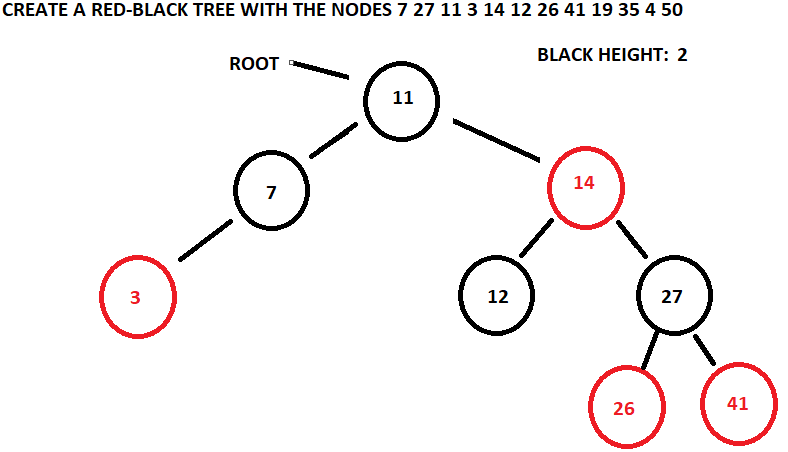 CREATE A RED-BLACK TREE WITH THE NODES 7 27 11 3 14 12 26 41 19 35 4 50
BLACK HEIGHT: 2
ROOT
11
14
7
3
12
27
26
41